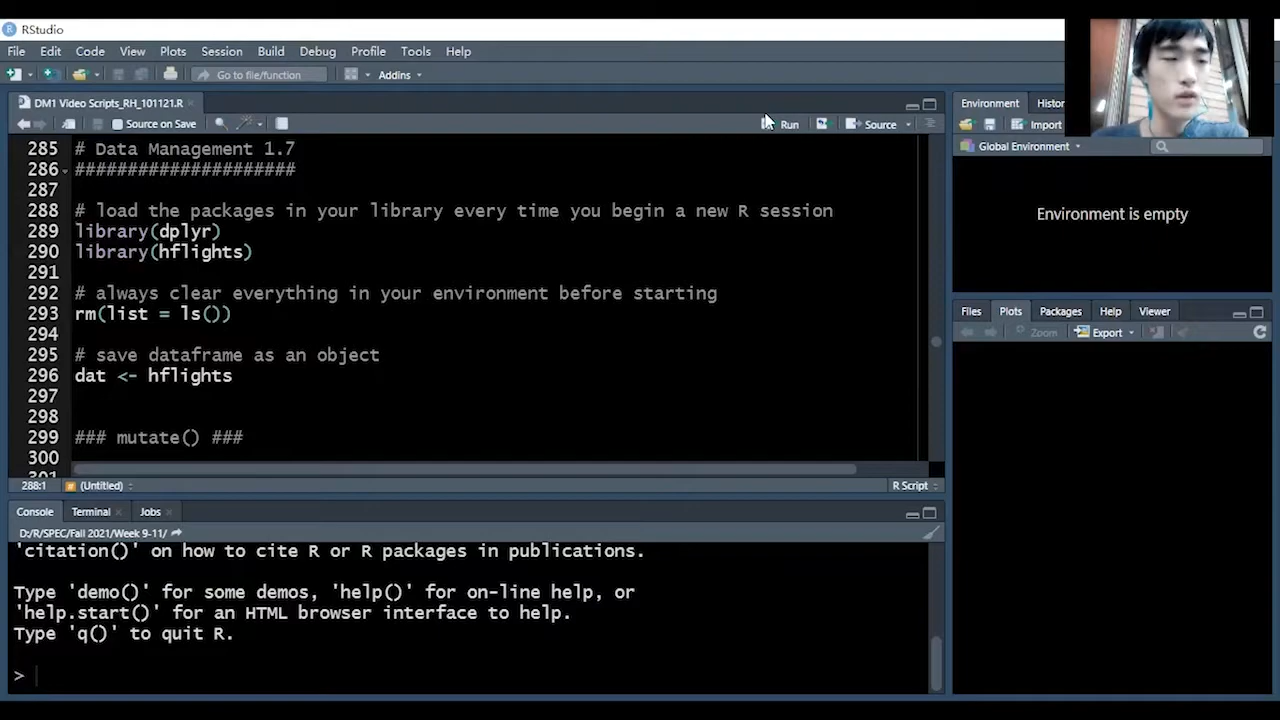 RStudio
File Edit Code View Plots Session Build Debug Profile Tools Help
Go to file/function Addins
DM1 Video Scripts_RH_101121.R
Source on Save Run Source
285 # Data Management 1.7
286 #####################
287
288 # load the packages in your library every time you begin a new R session
289 library(dplyr)
290 library(hflights)
291
292 # always clear everything in your environment before starting
293 rm(list = ls())
294
295 # save dataframe as an object
296 dat <- hflights
297
298
299 ### mutate() ###
300
288:1 (Untitled) R Script
Console Terminal Jobs
D:/R/SPEC/Fall 2021/Week 9-11/
'citation()' on how to cite R or R packages in publications.
Type 'demo()' for some demos, 'help()' for on-line help, or
'help.start()' for an HTML browser interface to help.
Type 'q()' to quit R.
>
Environment
Import
Global Environment
Environment is empty
Files Plots Packages Help Viewer
Zoom Export